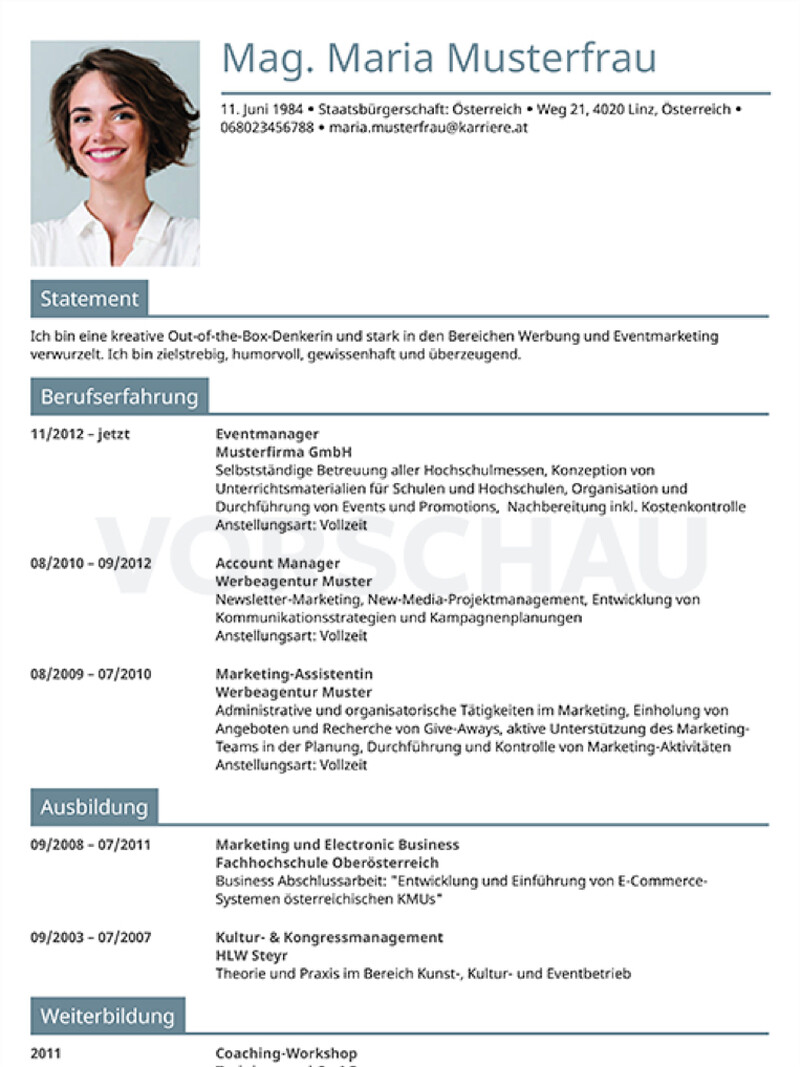 Mag. Maria Musterfrau
11. Juni 1984 • Staatsbürgerschaft: Österreich • Weg 21, 4020 Linz, Österreich •
068023456788 • maria.musterfrau@karriere.at
Statement
Ich bin eine kreative Out-of-the-Box-Denkerin und stark in den Bereichen Werbung und Eventmarketing
verwurzelt. Ich bin zielstrebig, humorvoll, gewissenhaft und überzeugend.
Berufserfahrung
11/2012 – jetzt Eventmanager
Musterfirma GmbH
Selbstständige Betreuung aller Hochschulmessen, Konzeption von
Unterrichtsmaterialien für Schulen und Hochschulen, Organisation und
Durchführung von Events und Promotions, Nachbereitung inkl. Kostenkontrolle
Anstellungsart: Vollzeit
VORSCHAU
08/2010 – 09/2012 Account Manager
Werbeagentur Muster
Newsletter-Marketing, New-Media-Projektmanagement, Entwicklung von
Kommunikationsstrategien und Kampagnenplanungen
Anstellungsart: Vollzeit
08/2009 – 07/2010 Marketing-Assistentin
Werbeagentur Muster
Administrative und organisatorische Tätigkeiten im Marketing, Einholung von
Angeboten und Recherche von Give-Aways, aktive Unterstützung des Marketing-
Teams in der Planung, Durchführung und Kontrolle von Marketing-Aktivitäten
Anstellungsart: Vollzeit
Ausbildung
09/2008 – 07/2011 Marketing und Electronic Business
Fachhochschule Oberösterreich
Business Abschlussarbeit: "Entwicklung und Einführung von E-Commerce-
Systemen österreichischen KMUs"
09/2003 – 07/2007 Kultur- & Kongressmanagement
HLW Steyr
Theorie und Praxis im Bereich Kunst-, Kultur- und Eventbetrieb
Weiterbildung
2011 Coaching-Workshop